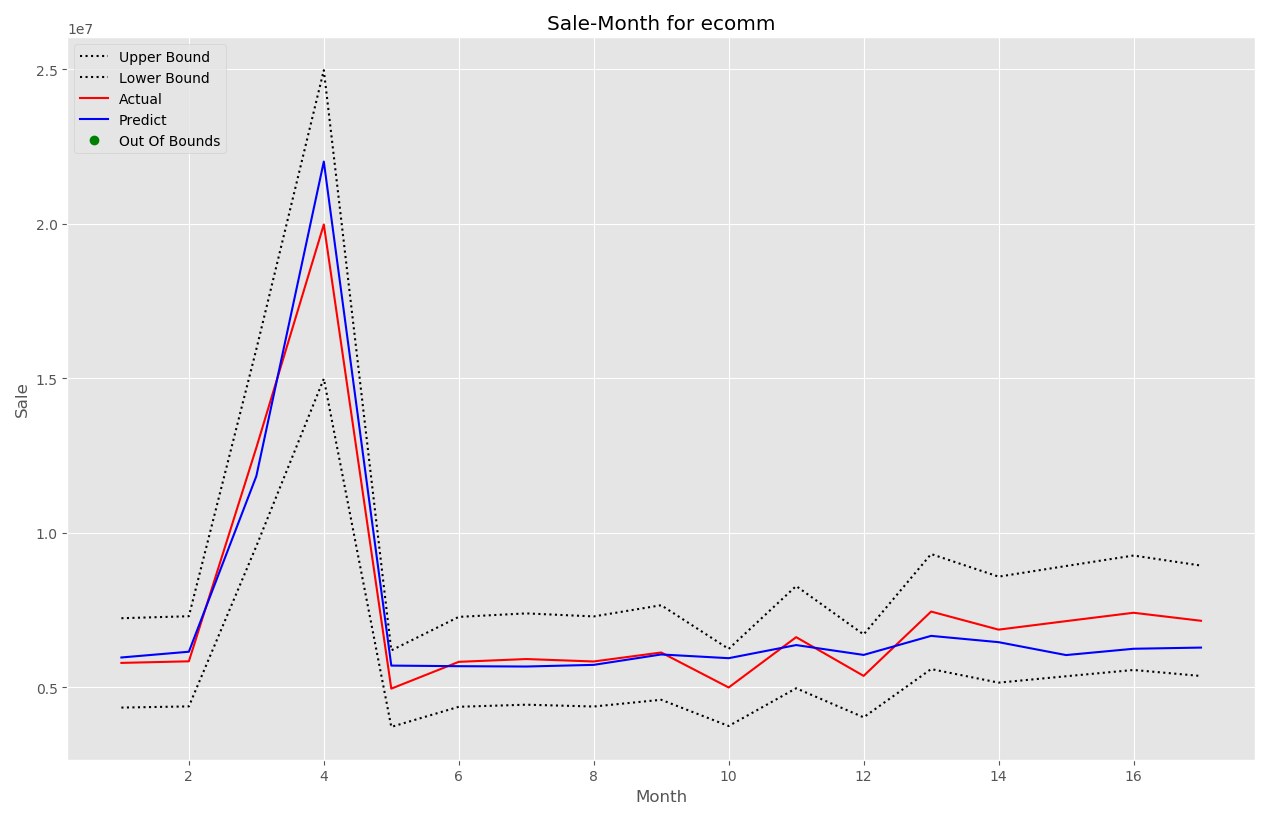 Sale-Month for ecomm
1e7
Upper Bound
Lower Bound
Actual
Predict
Out Of Bounds
2.5
2.0
1.5
1.0
0.5
Sale
2 4 6 8 10 12 14 16
Month